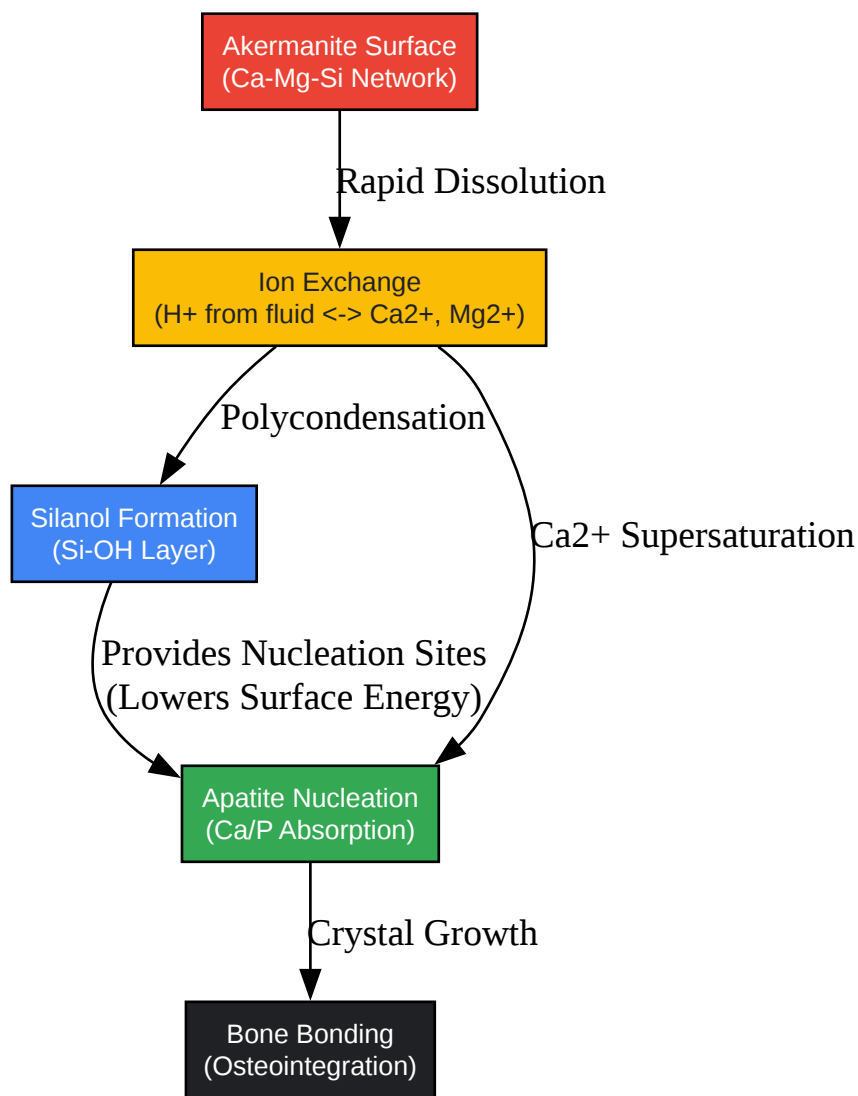 Akermanite Surface
(Ca-Mg-Si Network)
Rapid Dissolution
Ion Exchange
(H+ from fluid <-> Ca2+, Mg2+)
Polycondensation
Silanol Formation
(Si-OH Layer)
Ca2+ Supersaturation
Provides Nucleation Sites
(Lowers Surface Energy)
Apatite Nucleation
(Ca/P Absorption)
Crystal Growth
Bone Bonding
(Osteointegration)